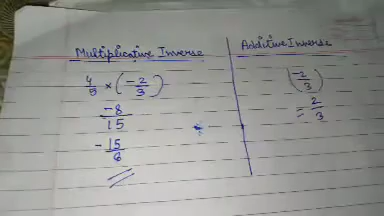 Multiplicative Inverse
4/5 × (-2/3)
-8/15
-15/8
Additive Inverse
(-2/3)
= 2/3